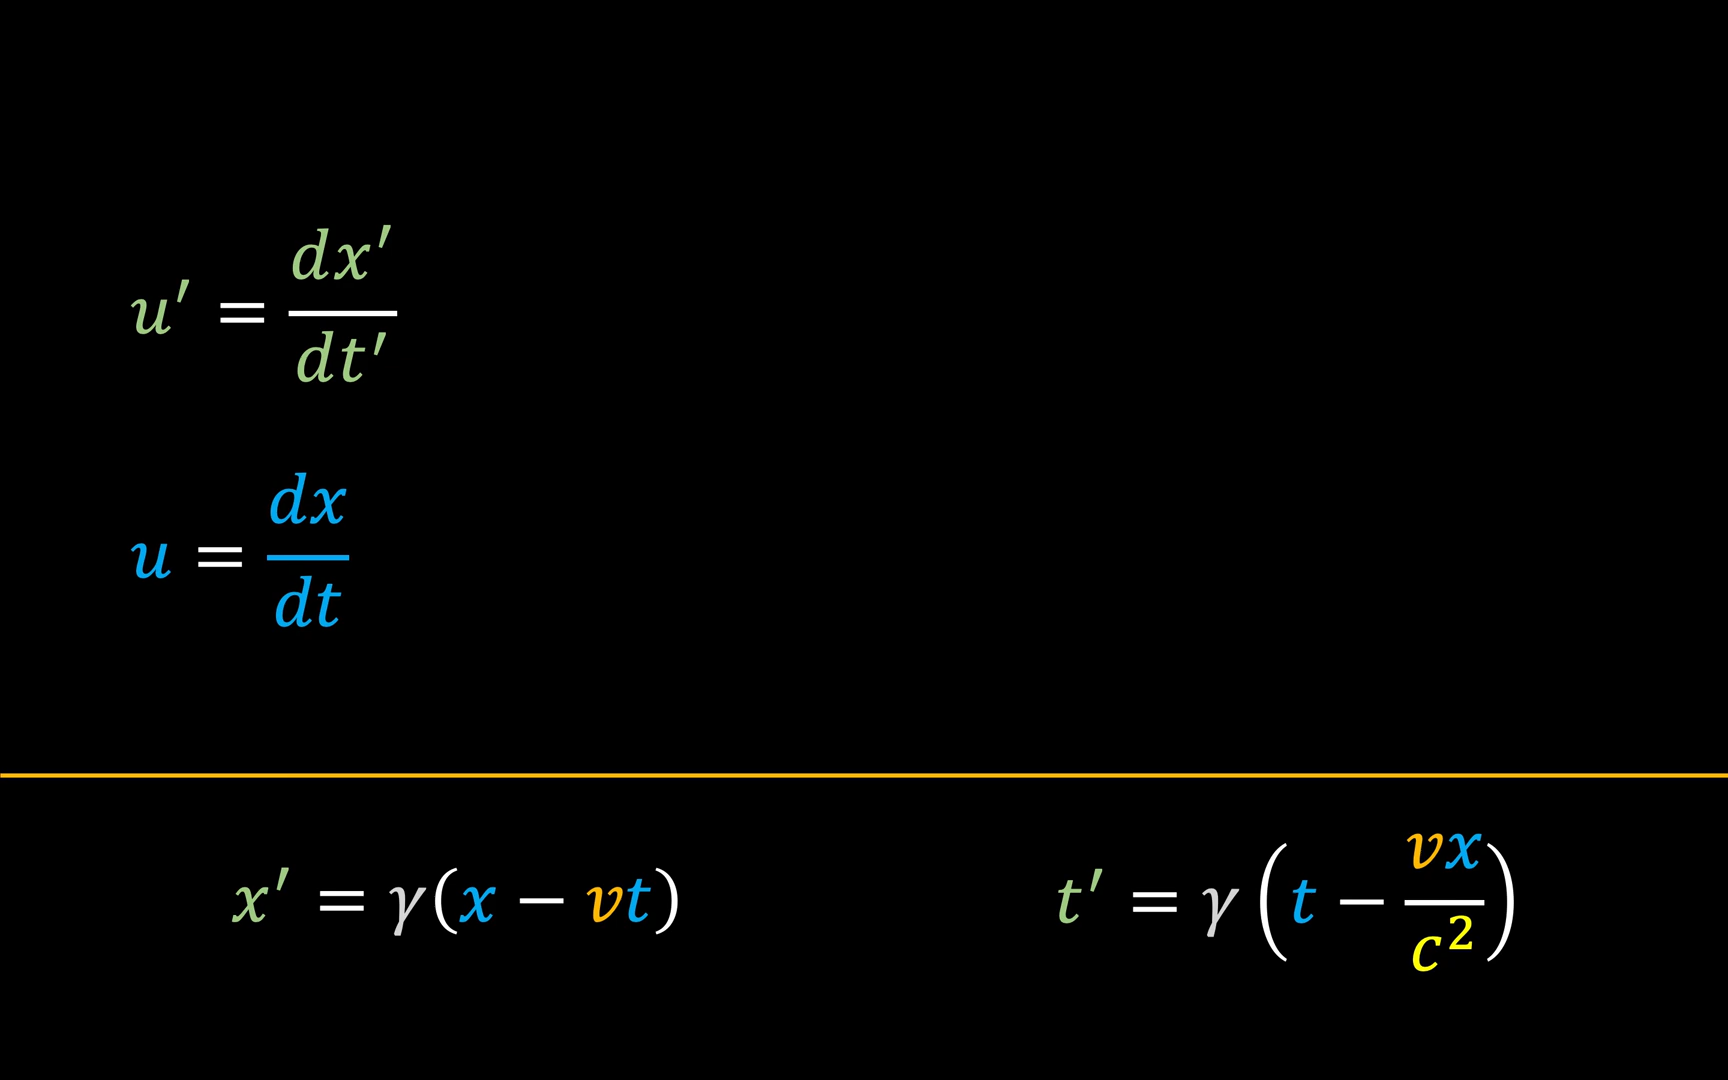 u′ = dx′/dt′
u = dx/dt
x′ = γ(x − vt)
t′ = γ(t − vx/c²)